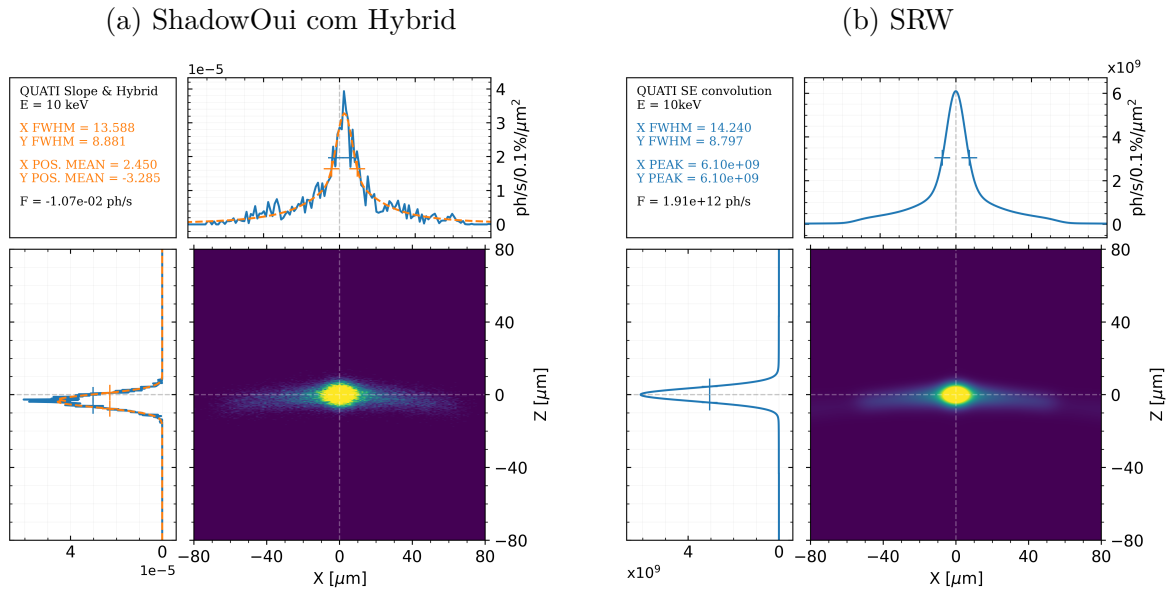 (a) ShadowOui com Hybrid
QUATI Slope & Hybrid
E = 10 keV
X FWHM = 13.588
Y FWHM = 8.881
X POS. MEAN = 2.450
Y POS. MEAN = -3.285
F = -1.07e-02 ph/s
1e−5
4
3
2
1
0
ph/s/0.1%/μm²
80
40
0
−40
−80
Z [μm]
4
0
1e−5
−80
−40
0
40
80
X [μm]
(b) SRW
QUATI SE convolution
E = 10keV
X FWHM = 14.240
Y FWHM = 8.797
X PEAK = 6.10e+09
Y PEAK = 6.10e+09
F = 1.91e+12 ph/s
x10⁹
6
4
2
0
ph/s/0.1%/μm²
80
40
0
−40
−80
Z [μm]
4
0
x10⁹
−80
−40
0
40
80
X [μm]